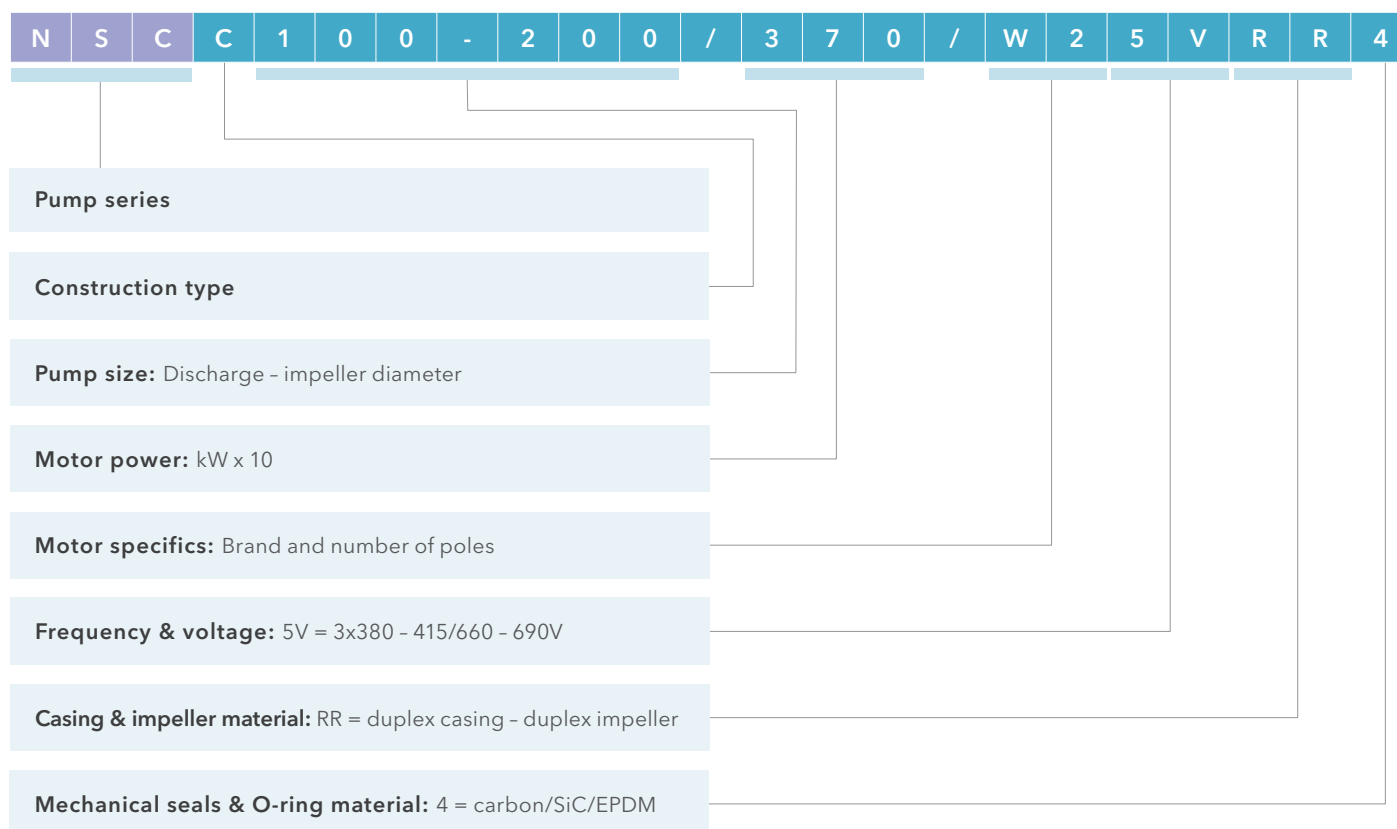 N S C C 1 0 0 - 2 0 0 / 3 7 0 / W 2 5 V R R 4
Pump series
Construction type
Pump size: Discharge – impeller diameter
Motor power: kW x 10
Motor specifics: Brand and number of poles
Frequency & voltage: 5V = 3x380 – 415/660 – 690V
Casing & impeller material: RR = duplex casing – duplex impeller
Mechanical seals & O-ring material: 4 = carbon/SiC/EPDM